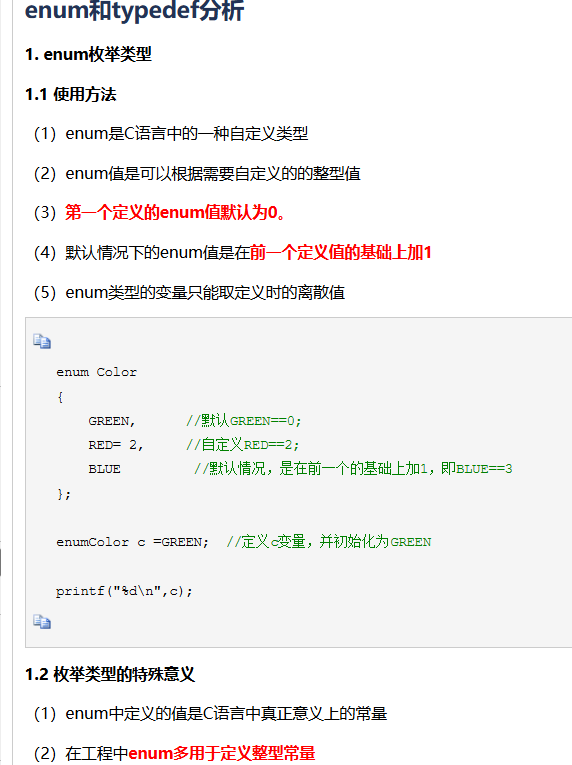 enum和typedef分析
1. enum枚举类型
1.1 使用方法
（1）enum是C语言中的一种自定义类型
（2）enum值是可以根据需要自定义的的整型值
（3）第一个定义的enum值默认为0。
（4）默认情况下的enum值是在前一个定义值的基础上加1
（5）enum类型的变量只能取定义时的离散值
enum Color
{
GREEN, //默认GREEN==0;
RED= 2, //自定义RED==2;
BLUE //默认情况，是在前一个的基础上加1，即BLUE==3
};
enumColor c =GREEN; //定义c变量，并初始化为GREEN
printf("%d\n",c);
1.2 枚举类型的特殊意义
（1）enum中定义的值是C语言中真正意义上的常量
（2）在工程中enum多用于定义整型常量